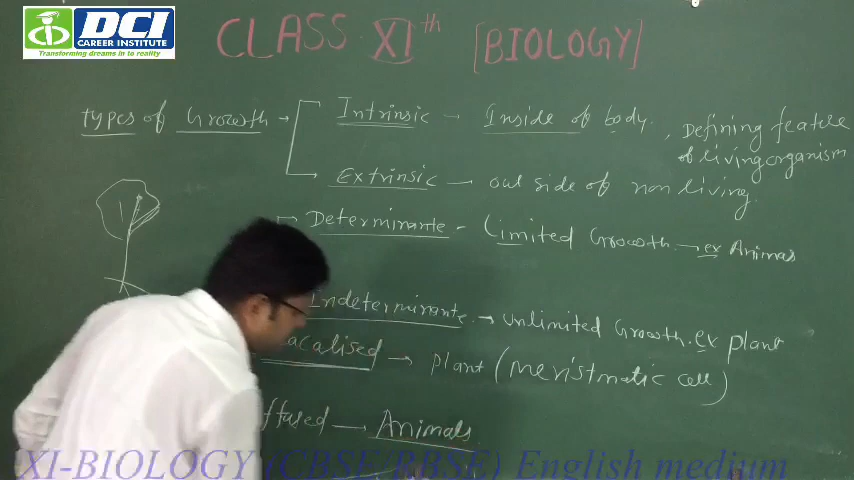 DCI
CAREER INSTITUTE
Transforming dreams in to reality
CLASS XIth [BIOLOGY]
Types of Growth → Intrinsic → Inside of body, Defining feature of living organism
Extrinsic — out side of non living.
Determinante - Limited Growth → ex Animas
Indeterminante → unlimited Growth. ex plant
ocalised → plant (meristmatic cell)
ffused — Animals
XI-BIOLOGY (CBSE/RBSE) English medium